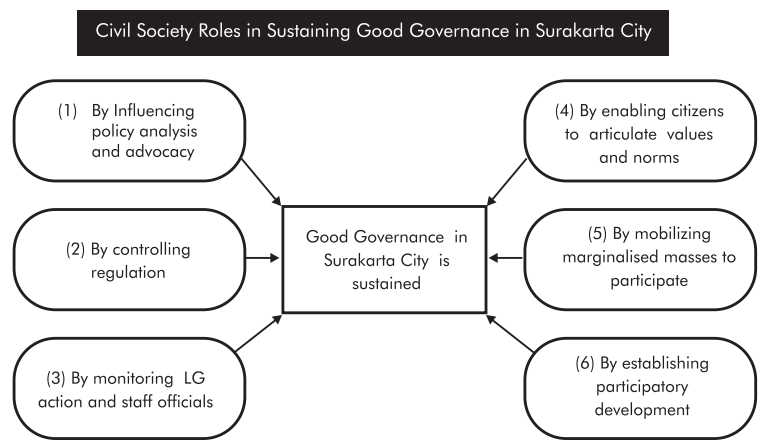 Civil Society Roles in Sustaining Good Governance in Surakarta City
(1) By Influencing
policy analysis
and advocacy
(2) By controlling
regulation
(3) By monitoring LG
action and staff officials
Good Governance in
Surakarta City is
sustained
(4) By enabling citizens
to articulate values
and norms
(5) By mobilizing
marginalised masses to
participate
(6) By establishing
participatory
development